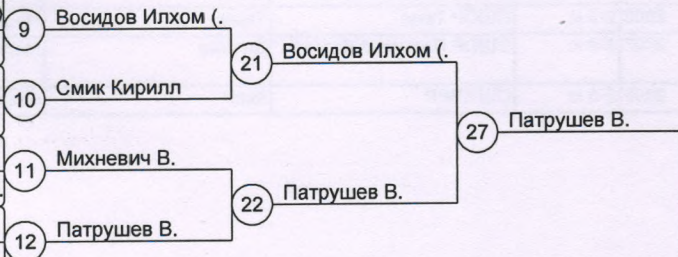 9 Восидов Илхом (.
21 Восидов Илхом (.
10 Смик Кирилл
27 Патрушев В.
11 Михневич В.
22 Патрушев В.
12 Патрушев В.